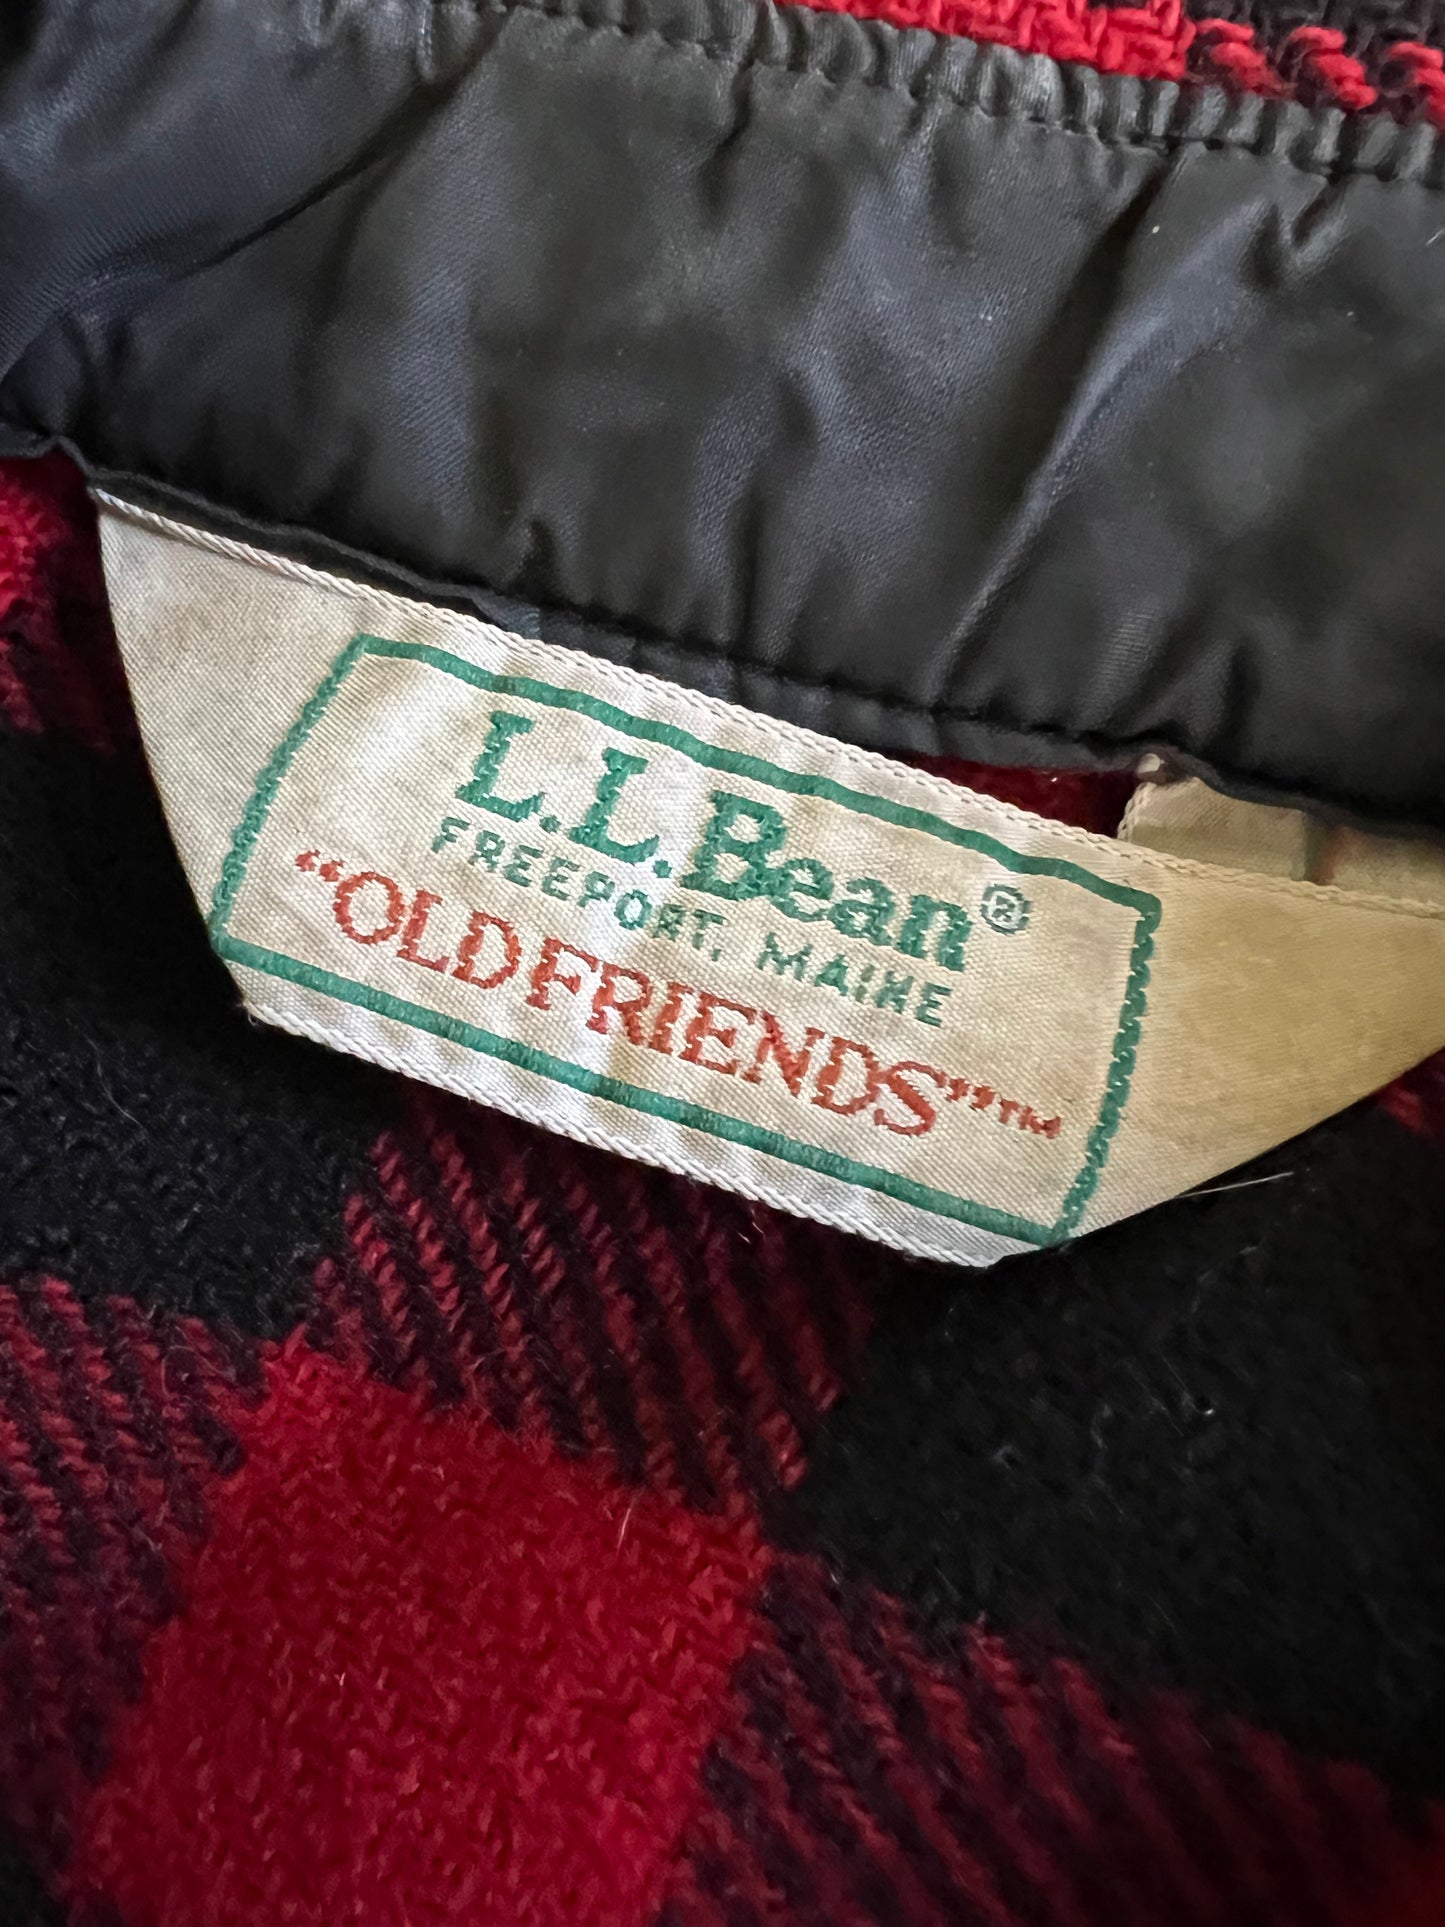 L.L.Bean®
FREEPORT, MAINE
“OLD FRIENDS”™